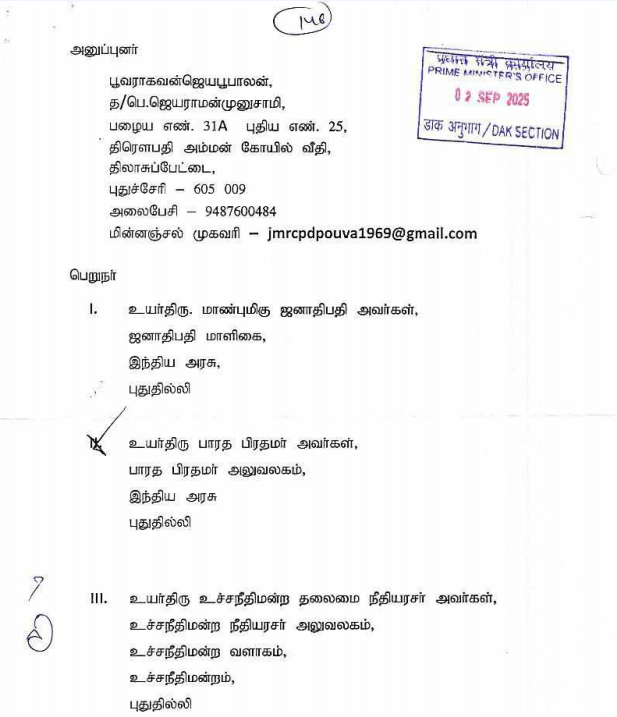 146
அனுப்புனர்
பூவராகவன்ஜெயபூபாலன்,
த/பெ.ஜெயராமன்முனுசாமி,
பழைய எண். 31A புதிய எண். 25,
திரௌபதி அம்மன் கோயில் வீதி,
திலாசுப்பேட்டை,
புதுச்சேரி – 605 009
அலைபேசி – 9487600484
மின்னஞ்சல் முகவரி – jmrcpdpouva1969@gmail.com
प्रधान मंत्री कार्यालय
PRIME MINISTER'S OFFICE
02 SEP 2025
डाक अनुभाग/DAK SECTION
பெறுநர்
I. உயர்திரு. மாண்புமிகு ஜனாதிபதி அவர்கள்,
ஜனாதிபதி மாளிகை,
இந்திய அரசு,
புதுதில்லி
II. உயர்திரு பாரத பிரதமர் அவர்கள்,
பாரத பிரதமர் அலுவலகம்,
இந்திய அரசு
புதுதில்லி
III. உயர்திரு உச்சநீதிமன்ற தலைமை நீதியரசர் அவர்கள்,
உச்சநீதிமன்ற நீதியரசர் அலுவலகம்,
உச்சநீதிமன்ற வளாகம்,
உச்சநீதிமன்றம்,
புதுதில்லி